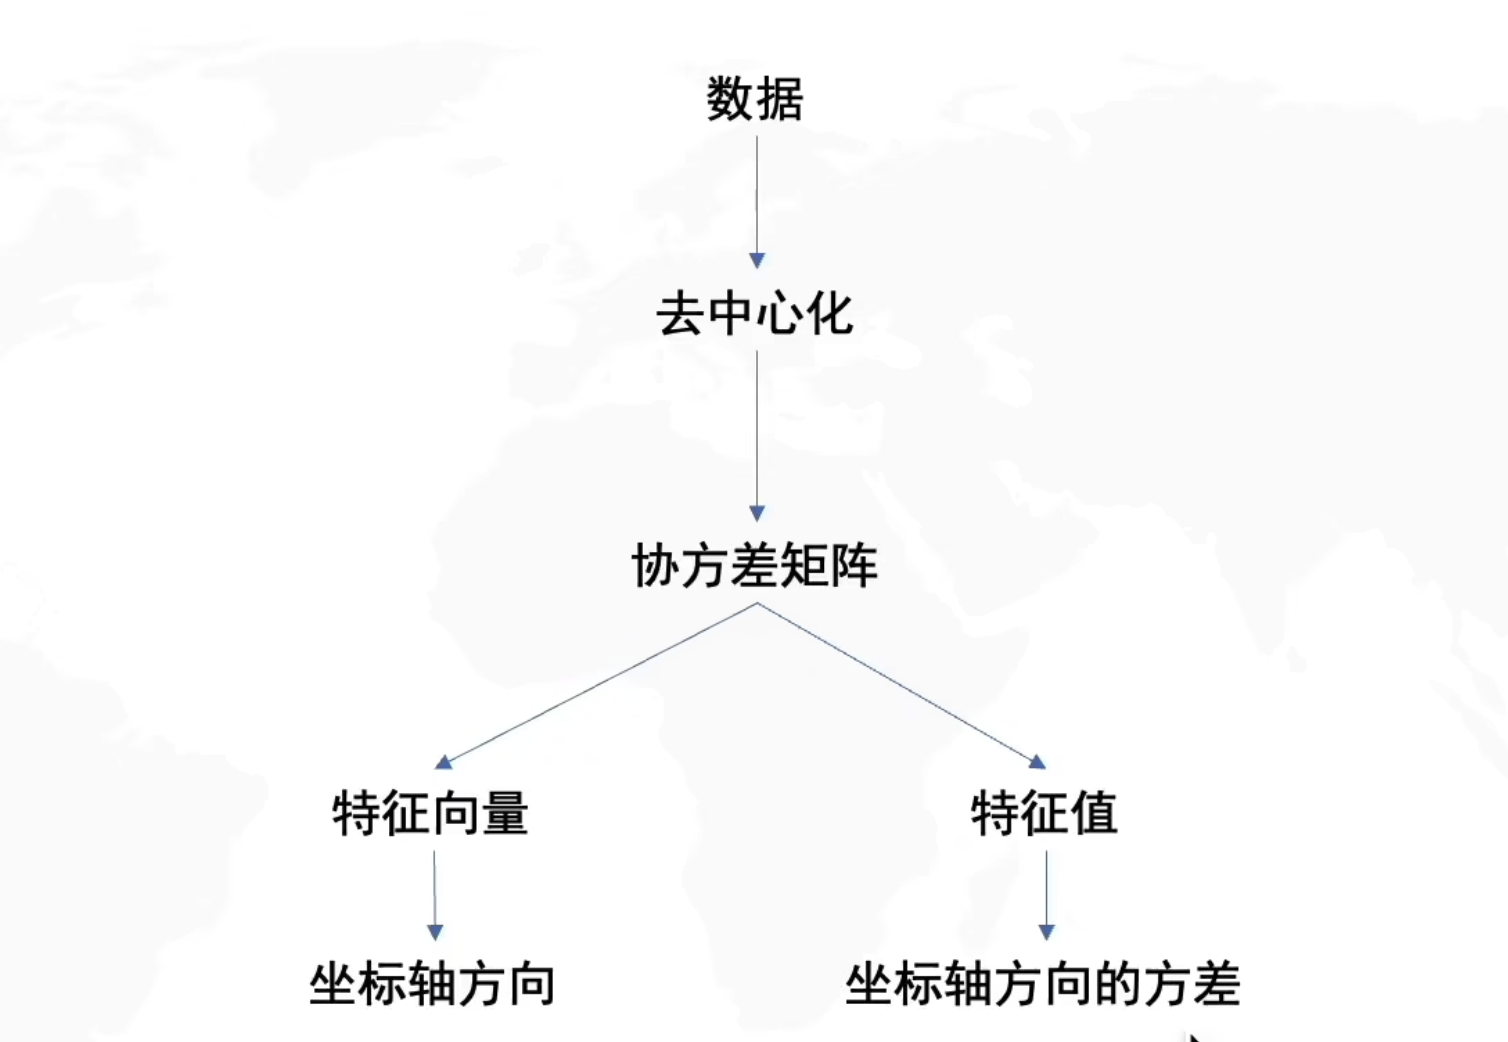 数据
去中心化
协方差矩阵
特征向量
特征值
坐标轴方向
坐标轴方向的方差